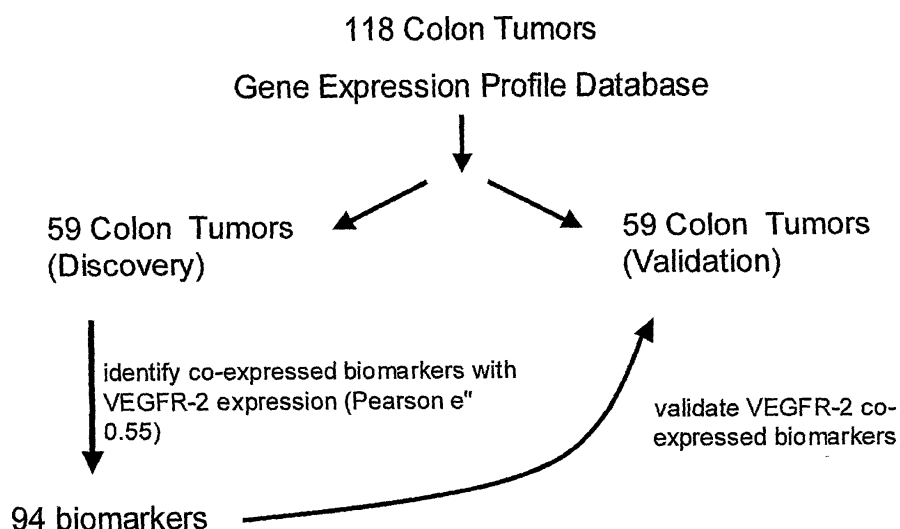 118 Colon Tumors
Gene Expression Profile Database
59 Colon Tumors
(Discovery)
59 Colon Tumors
(Validation)
identify co-expressed biomarkers with
VEGFR-2 expression (Pearson e"
0.55)
validate VEGFR-2 co-
expressed biomarkers
94 biomarkers